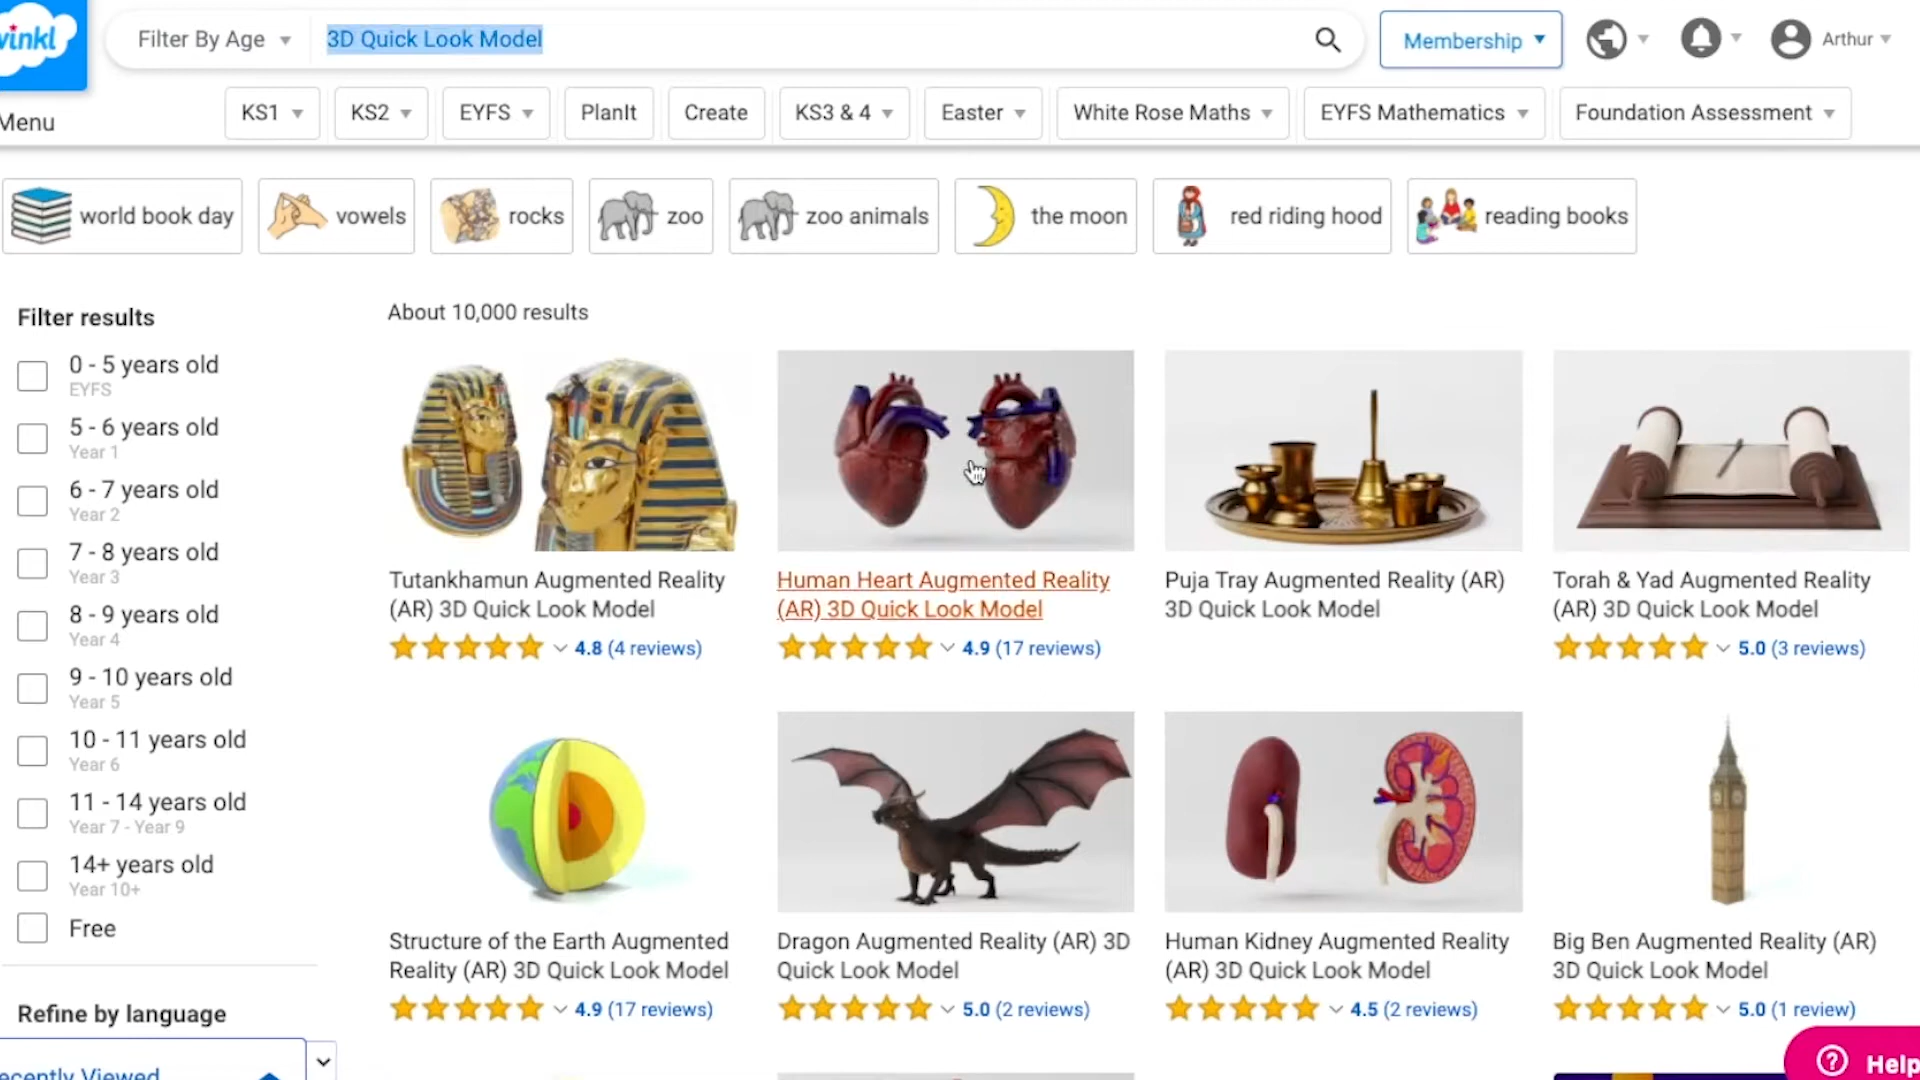 winkl
Filter By Age
3D Quick Look Model
Membership
Arthur
Menu
KS1
KS2
EYFS
PlanIt
Create
KS3 & 4
Easter
White Rose Maths
EYFS Mathematics
Foundation Assessment
world book day
vowels
rocks
zoo
zoo animals
the moon
red riding hood
reading books
Filter results
0 - 5 years old
EYFS
5 - 6 years old
Year 1
6 - 7 years old
Year 2
7 - 8 years old
Year 3
8 - 9 years old
Year 4
9 - 10 years old
Year 5
10 - 11 years old
Year 6
11 - 14 years old
Year 7 - Year 9
14+ years old
Year 10+
Free
Refine by language
ecently Viewed
About 10,000 results
Tutankhamun Augmented Reality
(AR) 3D Quick Look Model
4.8 (4 reviews)
Human Heart Augmented Reality
(AR) 3D Quick Look Model
4.9 (17 reviews)
Puja Tray Augmented Reality (AR)
3D Quick Look Model
Torah & Yad Augmented Reality
(AR) 3D Quick Look Model
5.0 (3 reviews)
Structure of the Earth Augmented
Reality (AR) 3D Quick Look Model
4.9 (17 reviews)
Dragon Augmented Reality (AR) 3D
Quick Look Model
5.0 (2 reviews)
Human Kidney Augmented Reality
(AR) 3D Quick Look Model
4.5 (2 reviews)
Big Ben Augmented Reality (AR)
3D Quick Look Model
5.0 (1 review)
Help